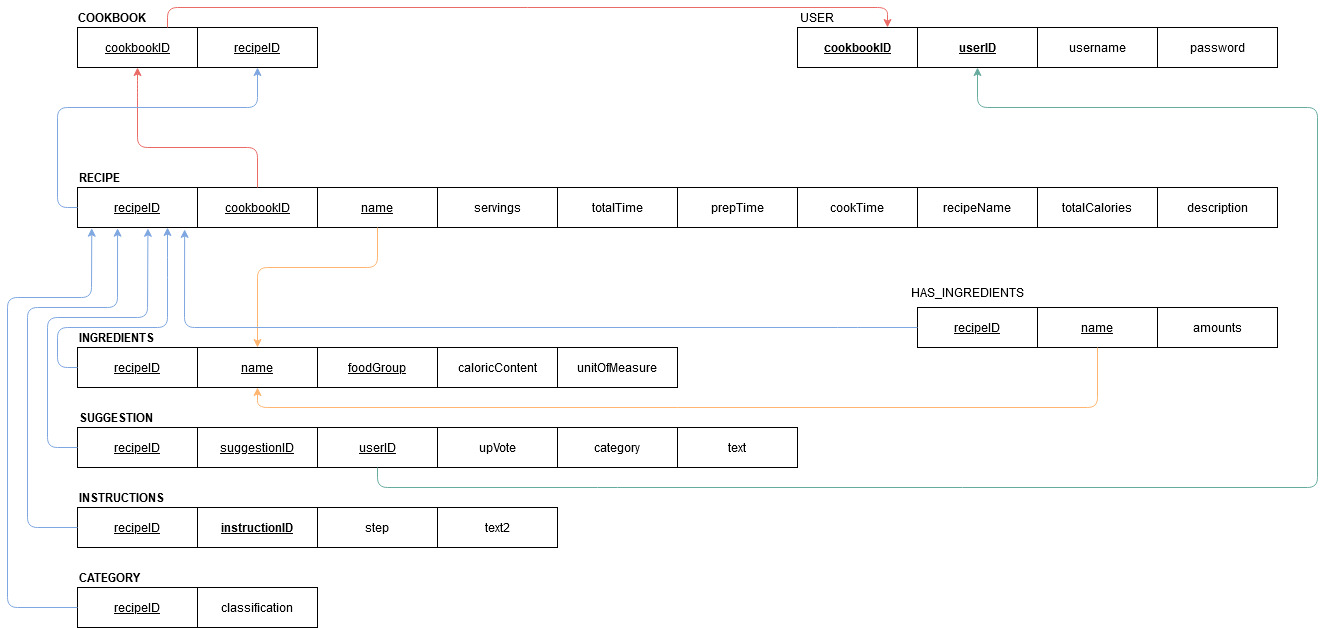 COOKBOOK
USER
cookbookID recipeID
cookbookID userID username password
RECIPE
recipeID cookbookID name servings totalTime prepTime cookTime recipeName totalCalories description
HAS_INGREDIENTS
recipeID name amounts
INGREDIENTS
recipeID name foodGroup caloricContent unitOfMeasure
SUGGESTION
recipeID suggestionID userID upVote category text
INSTRUCTIONS
recipeID instructionID step text2
CATEGORY
recipeID classification